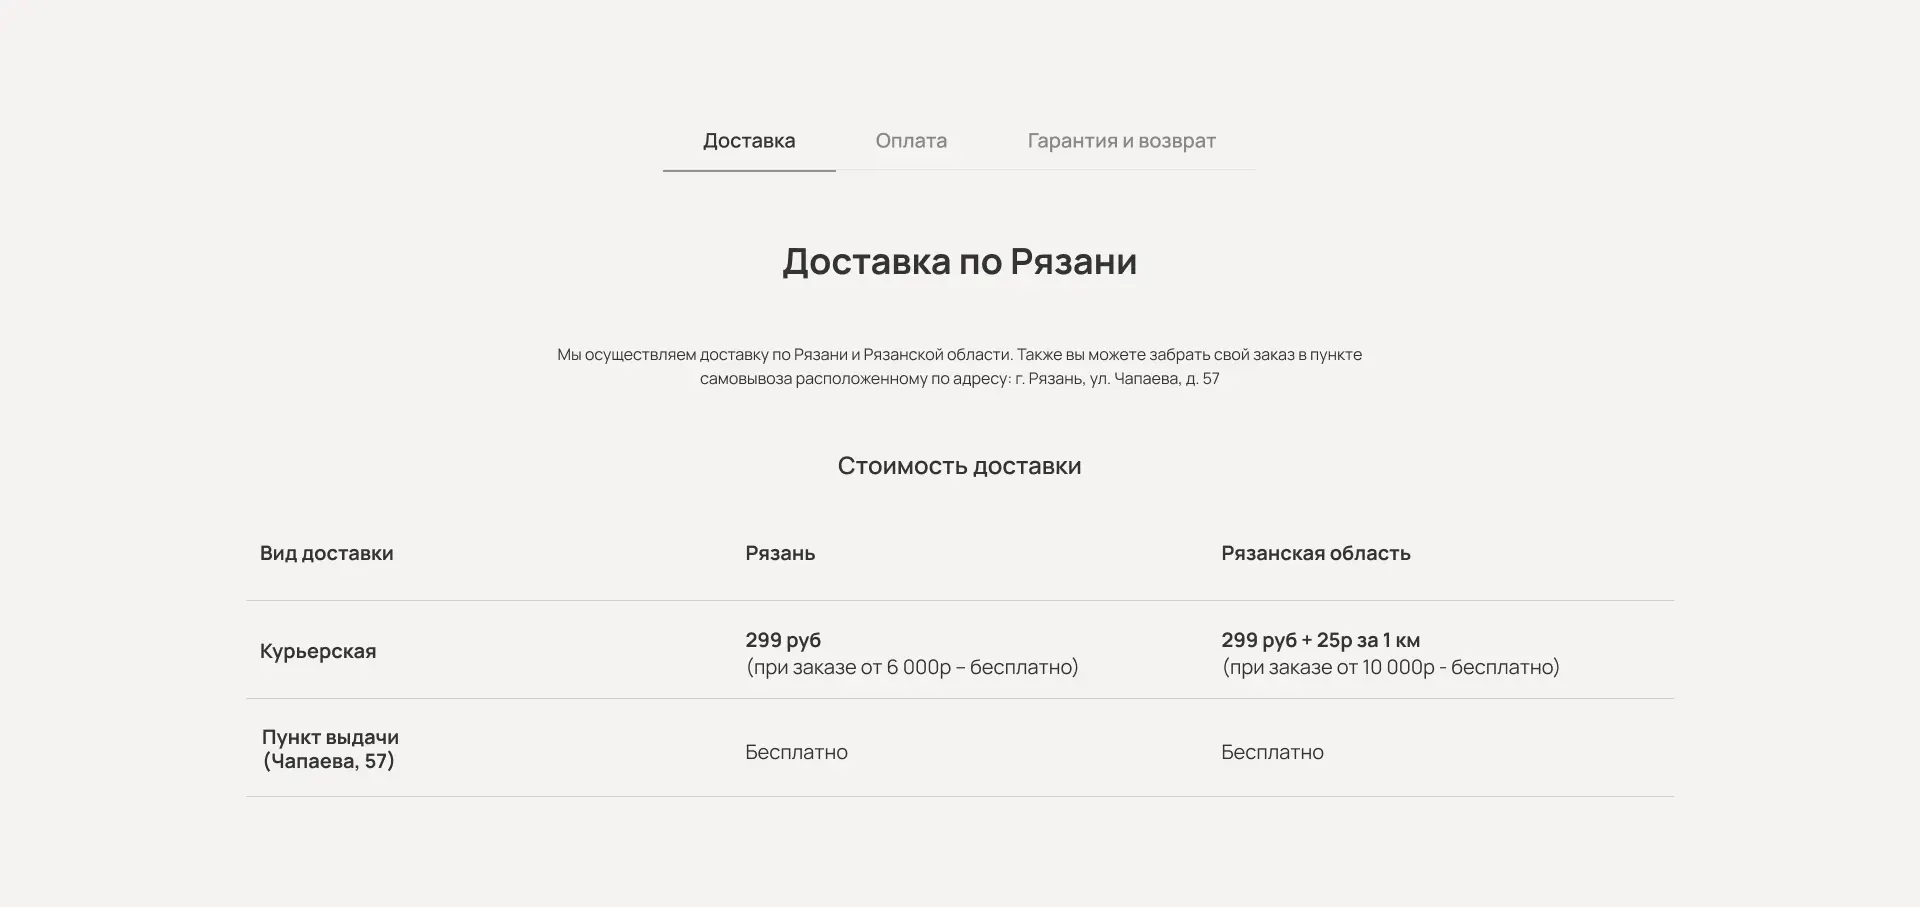 Доставка Оплата Гарантия и возврат
Доставка по Рязани
Мы осуществляем доставку по Рязани и Рязанской области. Также вы можете забрать свой заказ в пункте
самовывоза расположенному по адресу: г. Рязань, ул. Чапаева, д. 57
Стоимость доставки
Вид доставки Рязань Рязанская область
Курьерская
299 руб
(при заказе от 6 000р – бесплатно)
299 руб + 25р за 1 км
(при заказе от 10 000р - бесплатно)
Пункт выдачи
(Чапаева, 57)
Бесплатно
Бесплатно